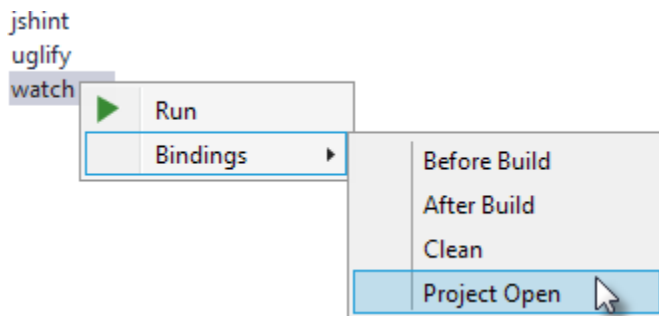 jshint
uglify
watch
Run
Bindings
Before Build
After Build
Clean
Project Open